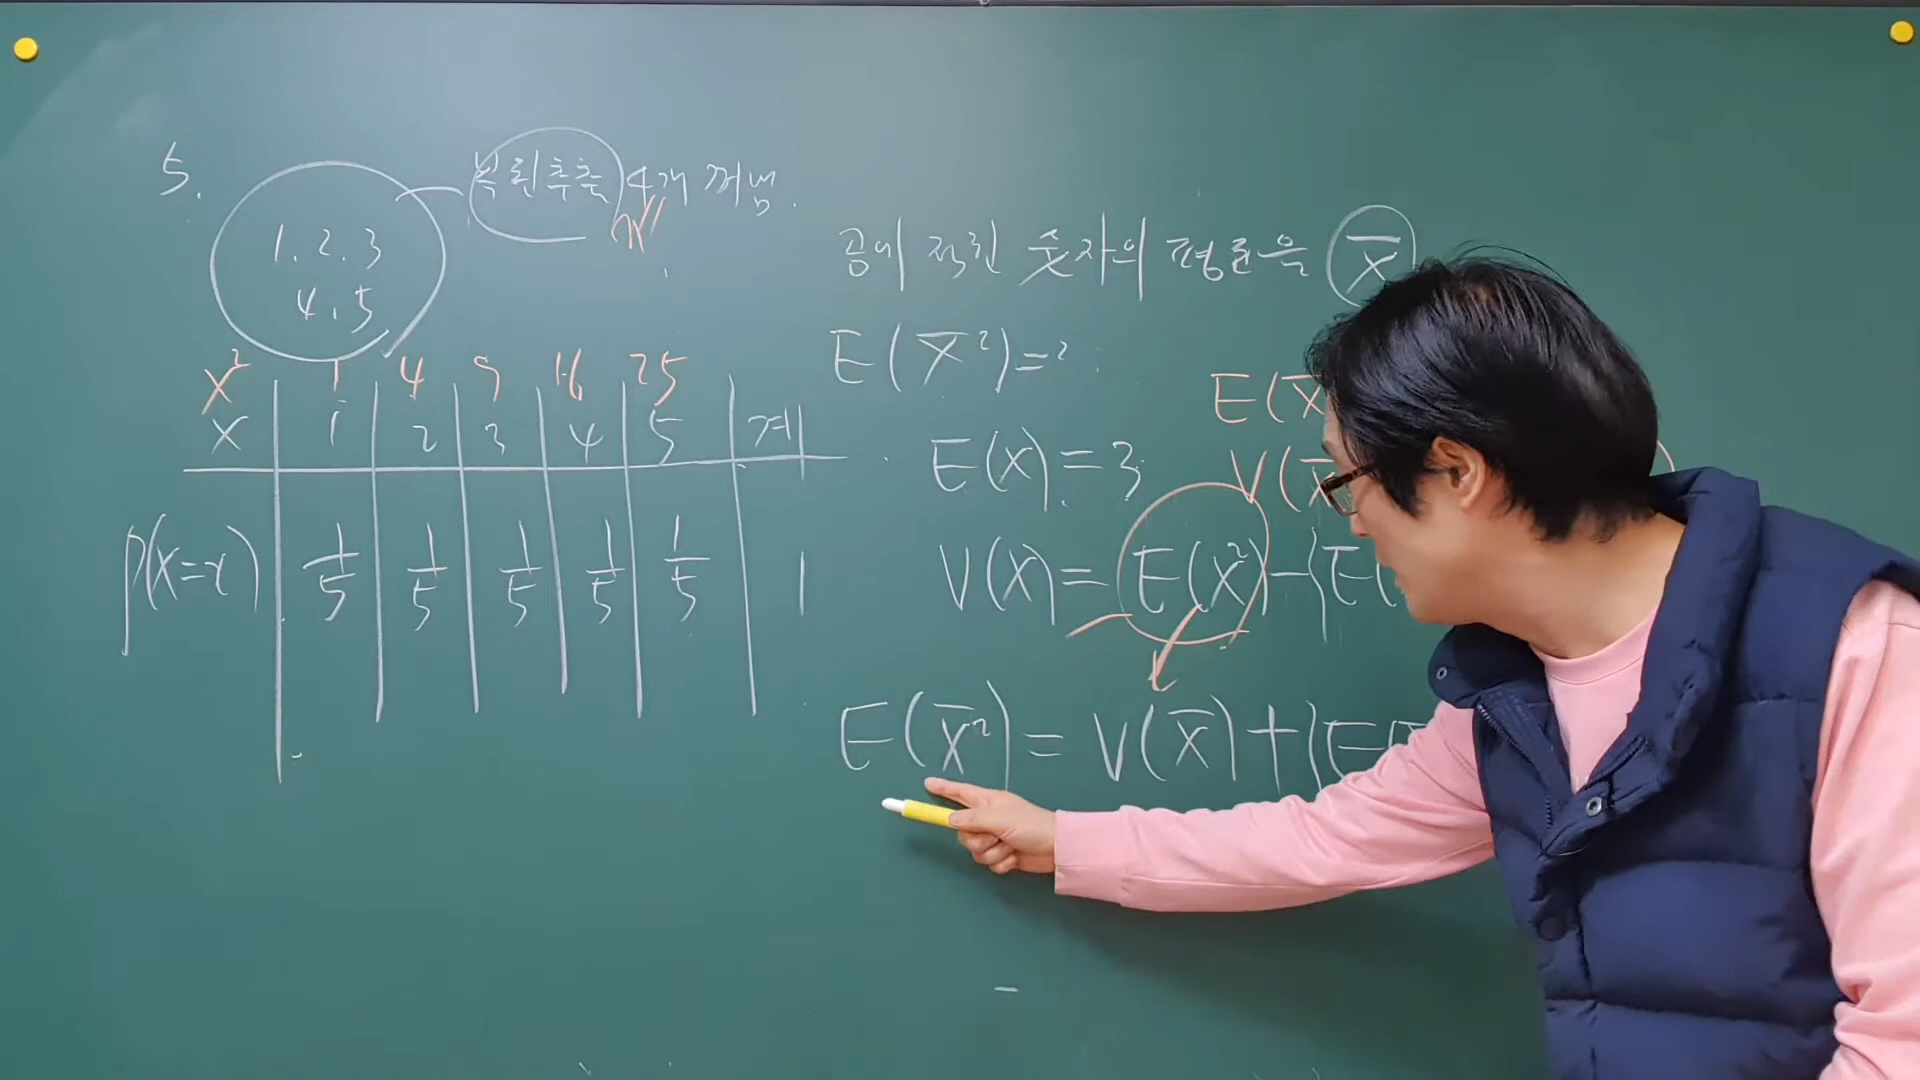 5.
1. 2. 3
4. 5
복원추출 4개 꺼냄.
n
공에 적힌 숫자의 평균을 X̄
E(X̄²)=?
X² 1 4 9 16 25
X 1 2 3 4 5 계
P(X=x) 1/5 1/5 1/5 1/5 1/5 1
E(X̄
V(X̄
E(X)=3
V(X)=E(X²)-{E(
E(X̄²)=V(X̄)+{E(X̄